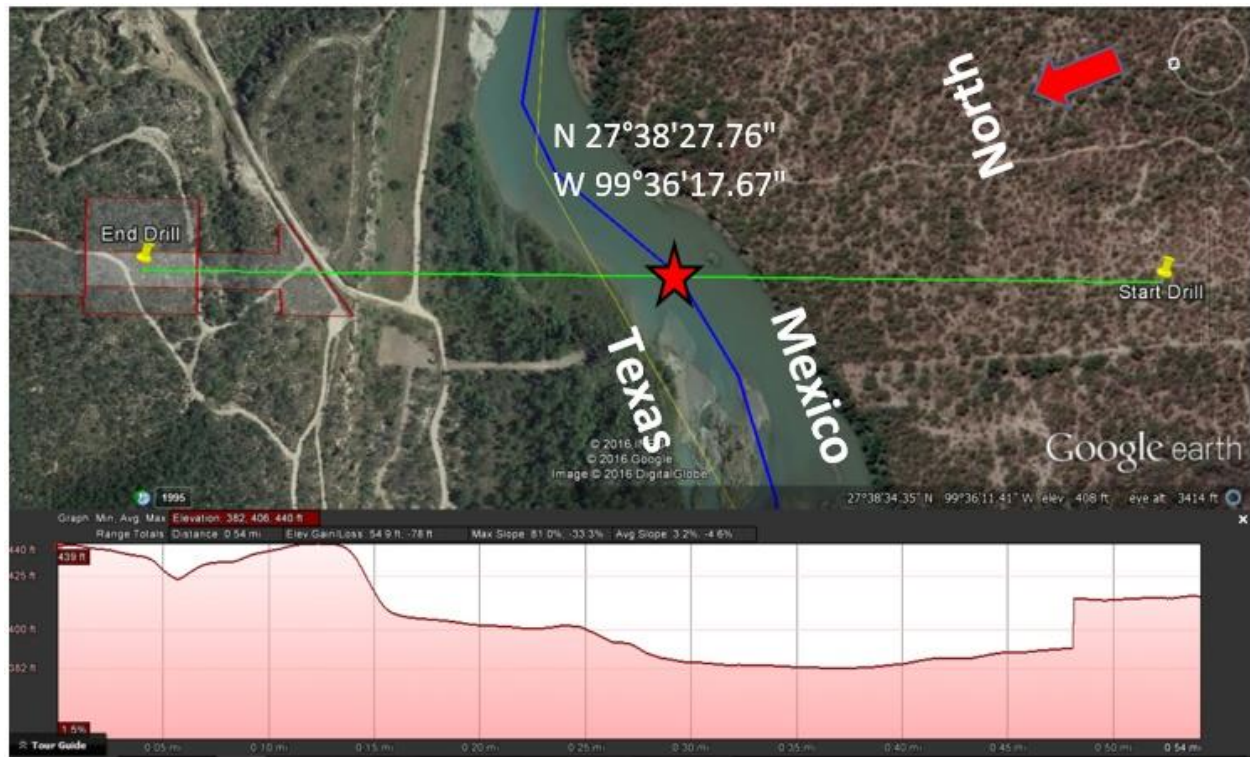 North
N 27°38'27.76"
W 99°36'17.67"
End Drill
Start Drill
Texas
Mexico
© 2016 Google
Image © 2016 DigitalGlobe
Google earth
1995
27°38'34.35" N 99°36'11.41" W elev 408 ft eye alt 3414 ft
Graph: Min, Avg, Max Elevation: 382, 406, 440 ft
Range Totals: Distance: 0.54 mi Elev Gain/Loss: 54.9 ft, -78 ft Max Slope: 81.0%, -33.3% Avg Slope: 3.2%, -4.6%
440 ft
439 ft
425 ft
400 ft
382 ft
1.5%
Tour Guide
0.05 mi 0.10 mi 0.15 mi 0.20 mi 0.25 mi 0.30 mi 0.35 mi 0.40 mi 0.45 mi 0.50 mi 0.54 mi